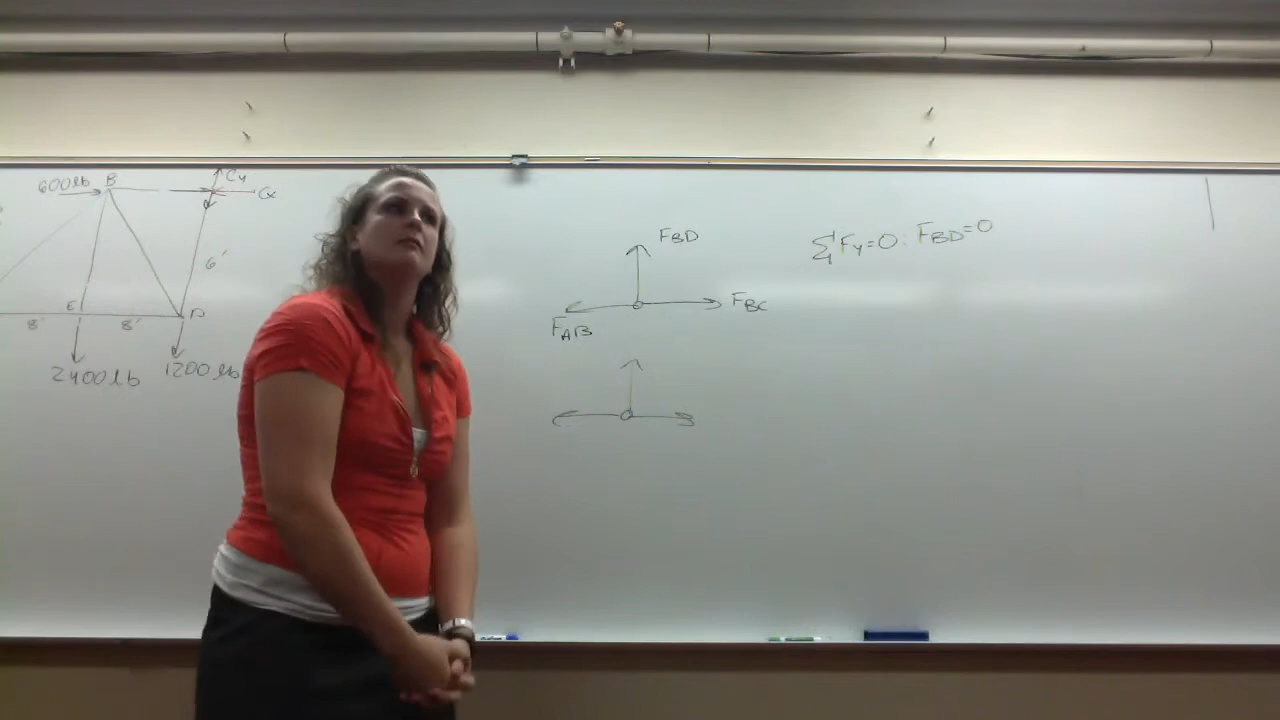 600lb B Cy
Cx
6'
E D
8' 8'
2400lb 1200lb
FBD
FBC
FAB
ΣFy=0: FBD=0